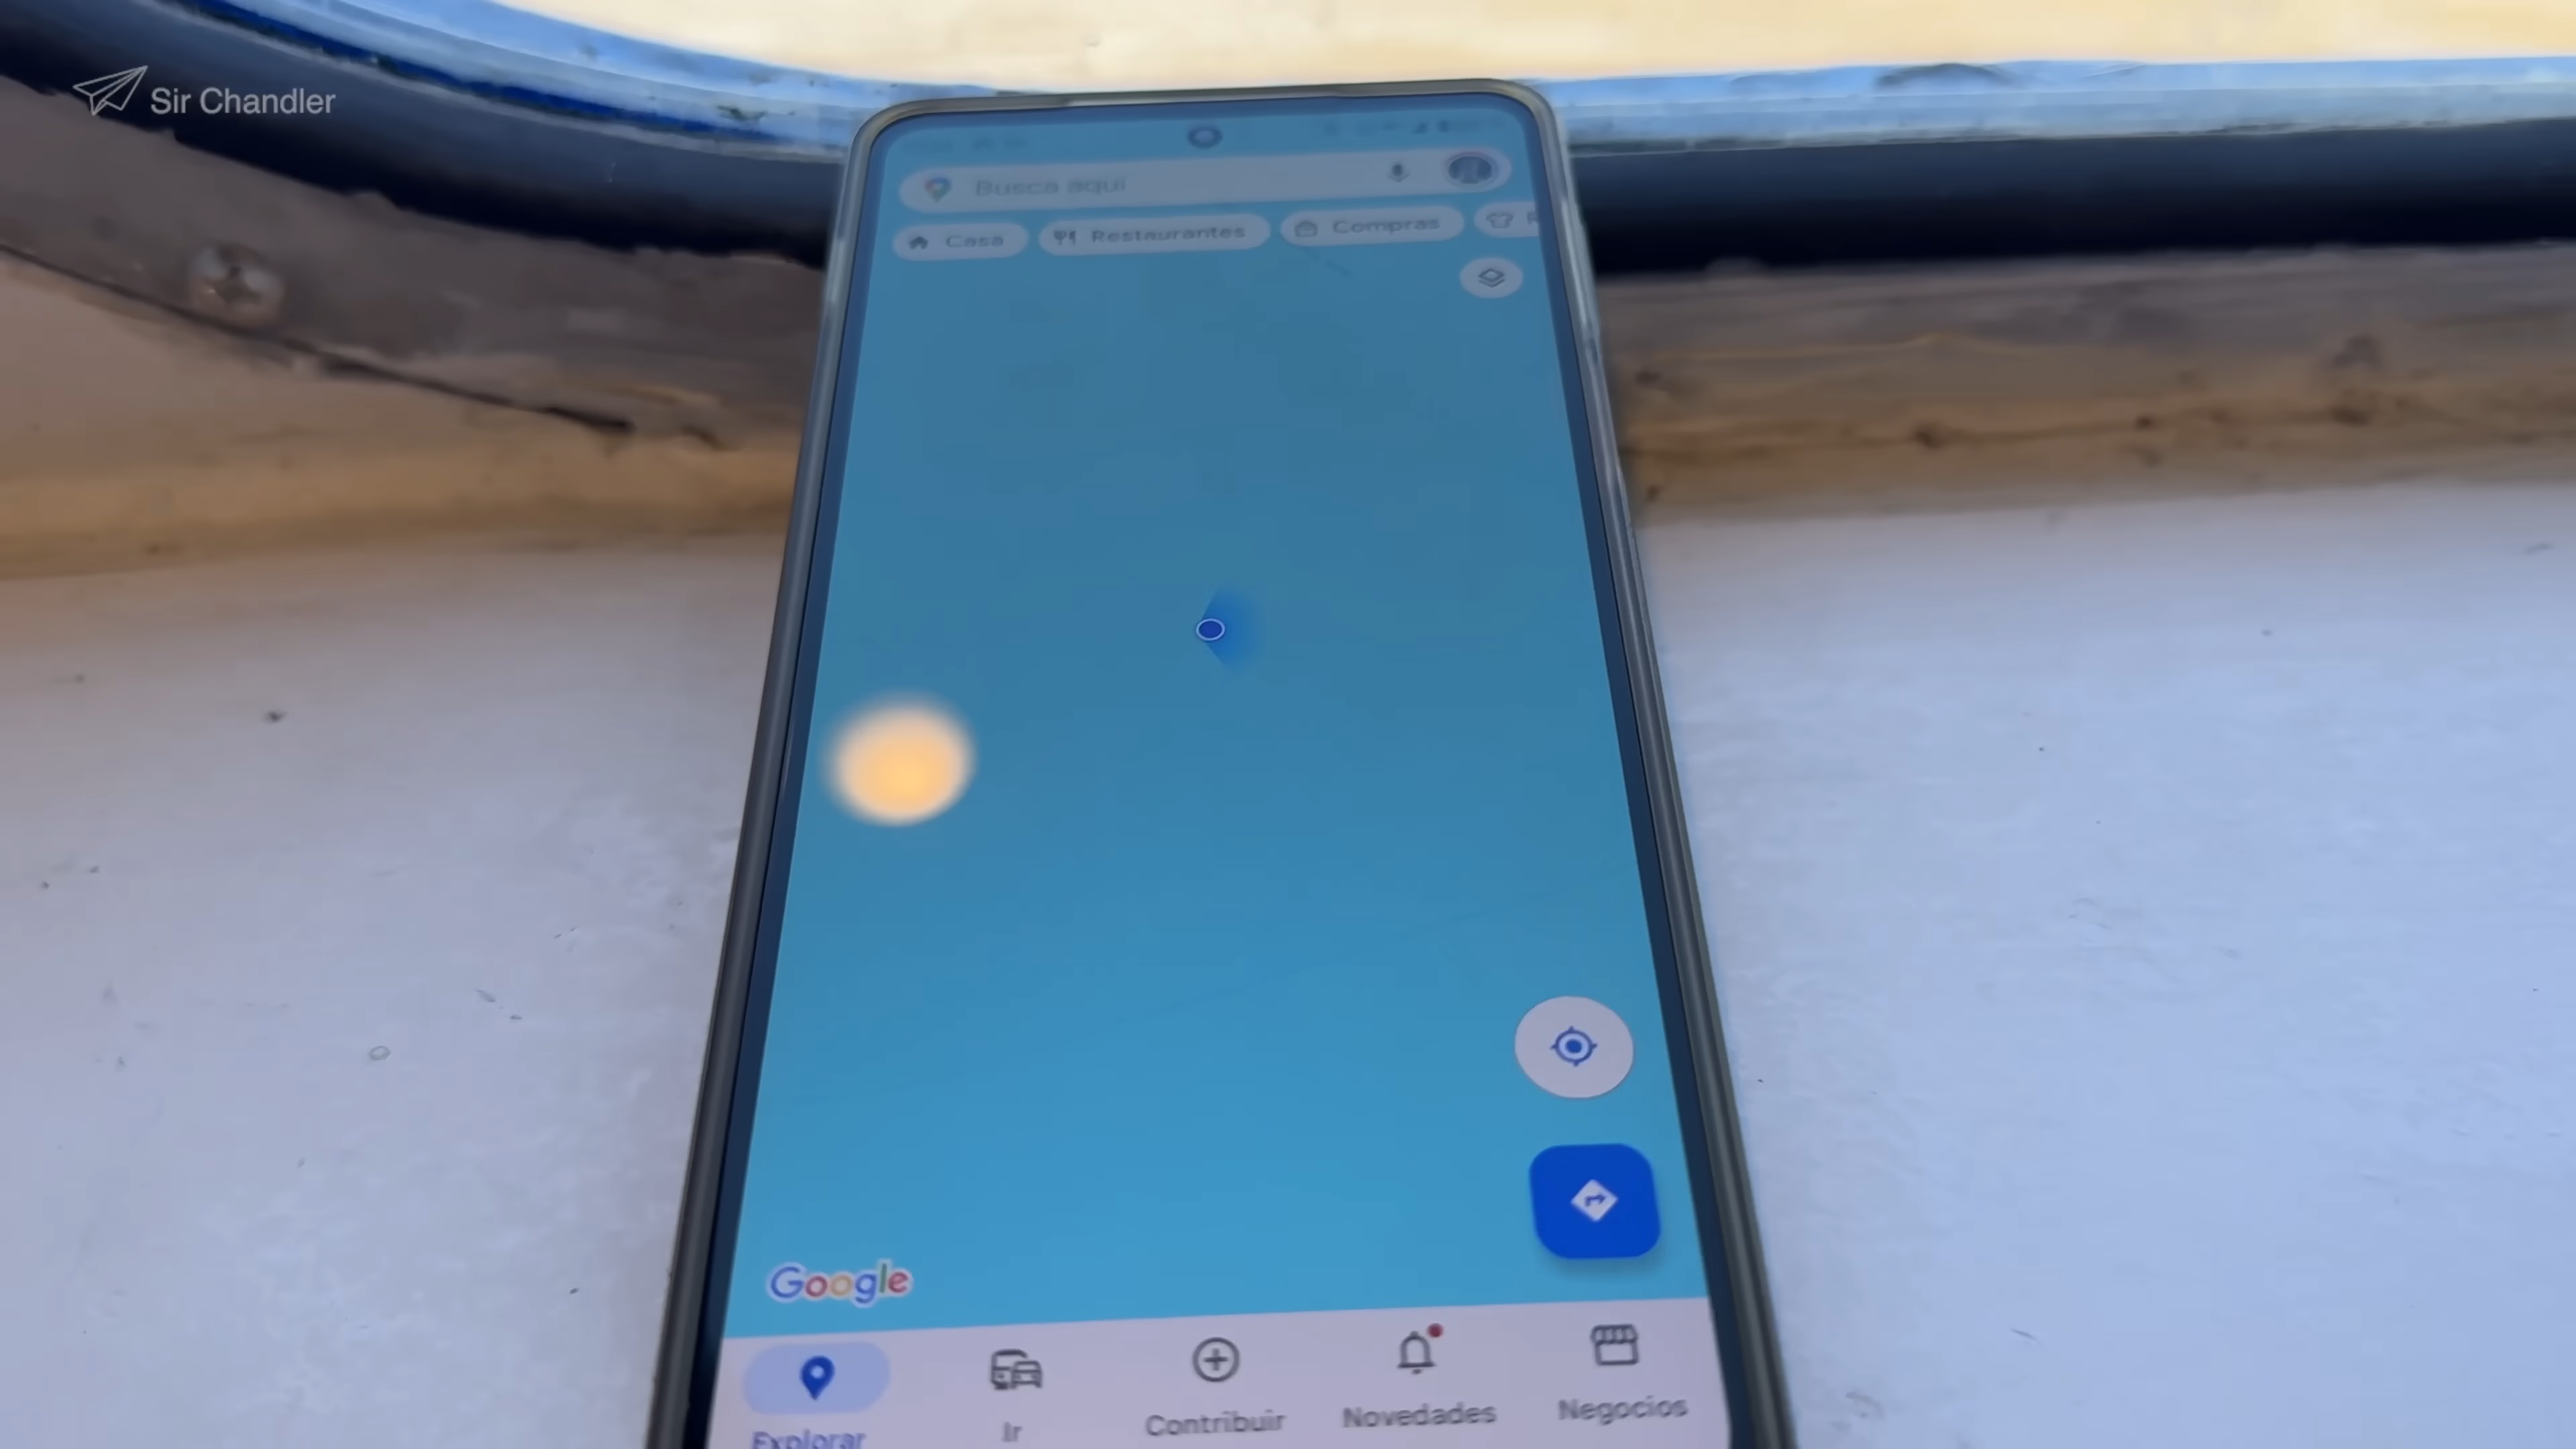 Sir Chandler
Busca aquí
Casa
Restaurantes
Compras
Google
Explorar
Ir
Contribuir
Novedades
Negocios